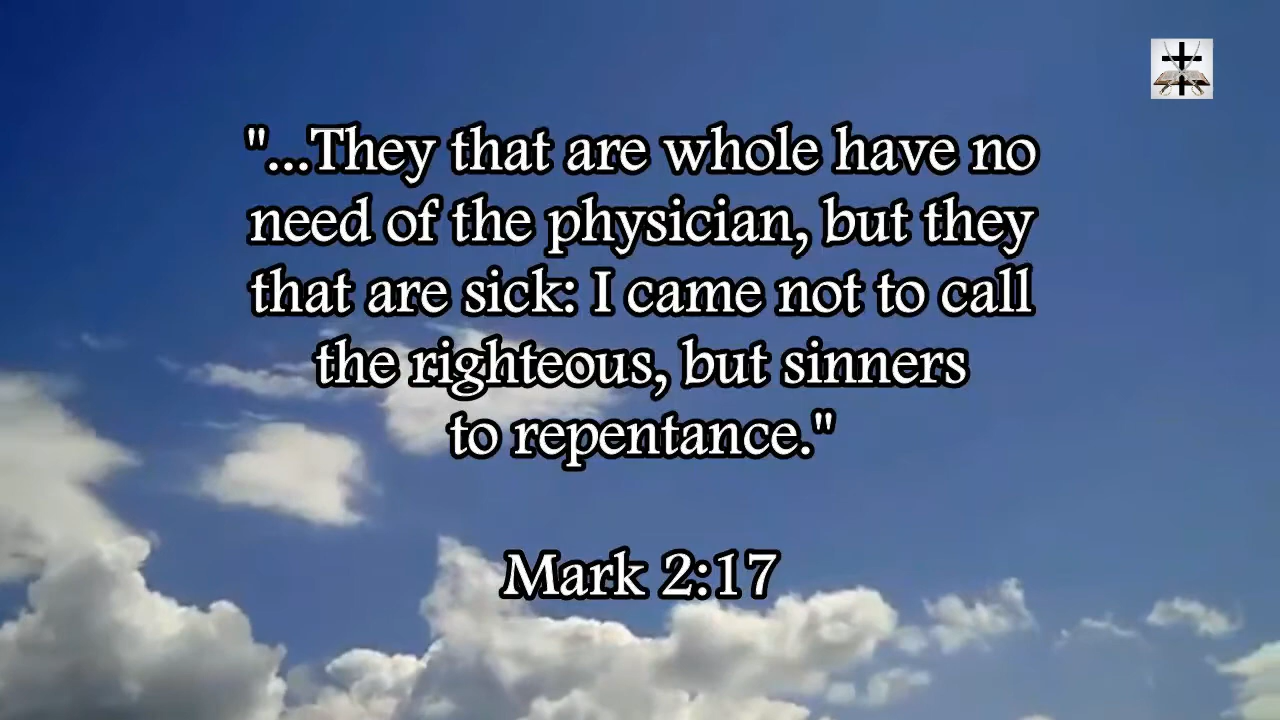 "...They that are whole have no
need of the physician, but they
that are sick: I came not to call
the righteous, but sinners
to repentance."
Mark 2:17